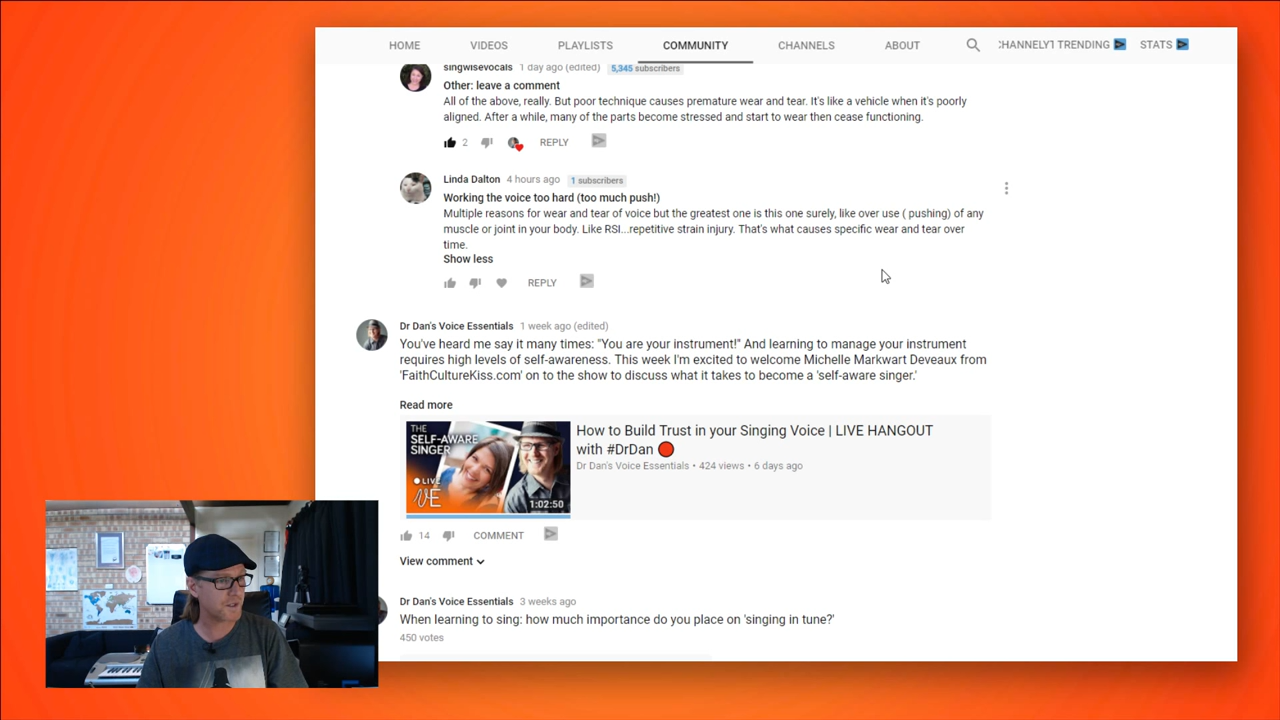 HOME VIDEOS PLAYLISTS COMMUNITY CHANNELS ABOUT CHANNELYT TRENDING STATS
singwisevocals 1 day ago (edited) 5,345 subscribers
Other: leave a comment
All of the above, really. But poor technique causes premature wear and tear. It's like a vehicle when it's poorly
aligned. After a while, many of the parts become stressed and start to wear then cease functioning.
2 REPLY
Linda Dalton 4 hours ago 1 subscribers
Working the voice too hard (too much push!)
Multiple reasons for wear and tear of voice but the greatest one is this one surely, like over use ( pushing) of any
muscle or joint in your body. Like RSI...repetitive strain injury. That's what causes specific wear and tear over
time.
Show less
REPLY
Dr Dan's Voice Essentials 1 week ago (edited)
You've heard me say it many times: "You are your instrument!" And learning to manage your instrument
requires high levels of self-awareness. This week I'm excited to welcome Michelle Markwart Deveaux from
'FaithCultureKiss.com' on to the show to discuss what it takes to become a 'self-aware singer.'
Read more
THE
SELF-AWARE
SINGER
LIVE
VE
1:02:50
How to Build Trust in your Singing Voice | LIVE HANGOUT
with #DrDan
Dr Dan's Voice Essentials • 424 views • 6 days ago
14 COMMENT
View comment
Dr Dan's Voice Essentials 3 weeks ago
When learning to sing: how much importance do you place on 'singing in tune?'
450 votes